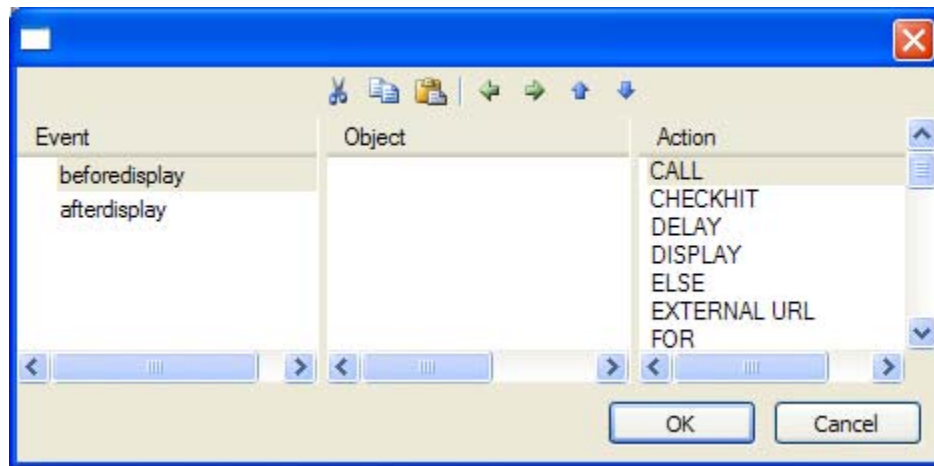 Event
Object
Action
beforedisplay
afterdisplay
CALL
CHECKHIT
DELAY
DISPLAY
ELSE
EXTERNAL URL
FOR
OK
Cancel